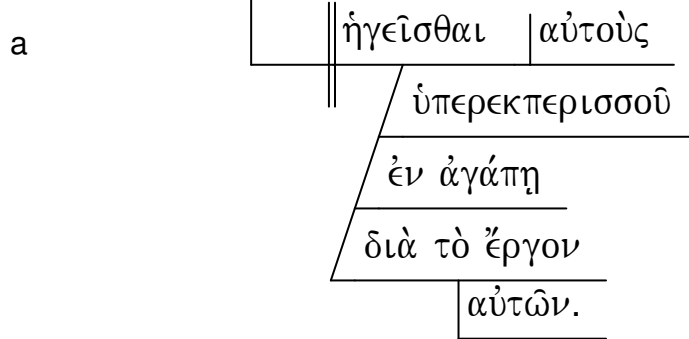 a ἡγεῖσθαι αὐτοὺς
ὑπερεκπερισσοῦ
ἐν ἀγάπῃ
διὰ τὸ ἔργον
αὐτῶν.